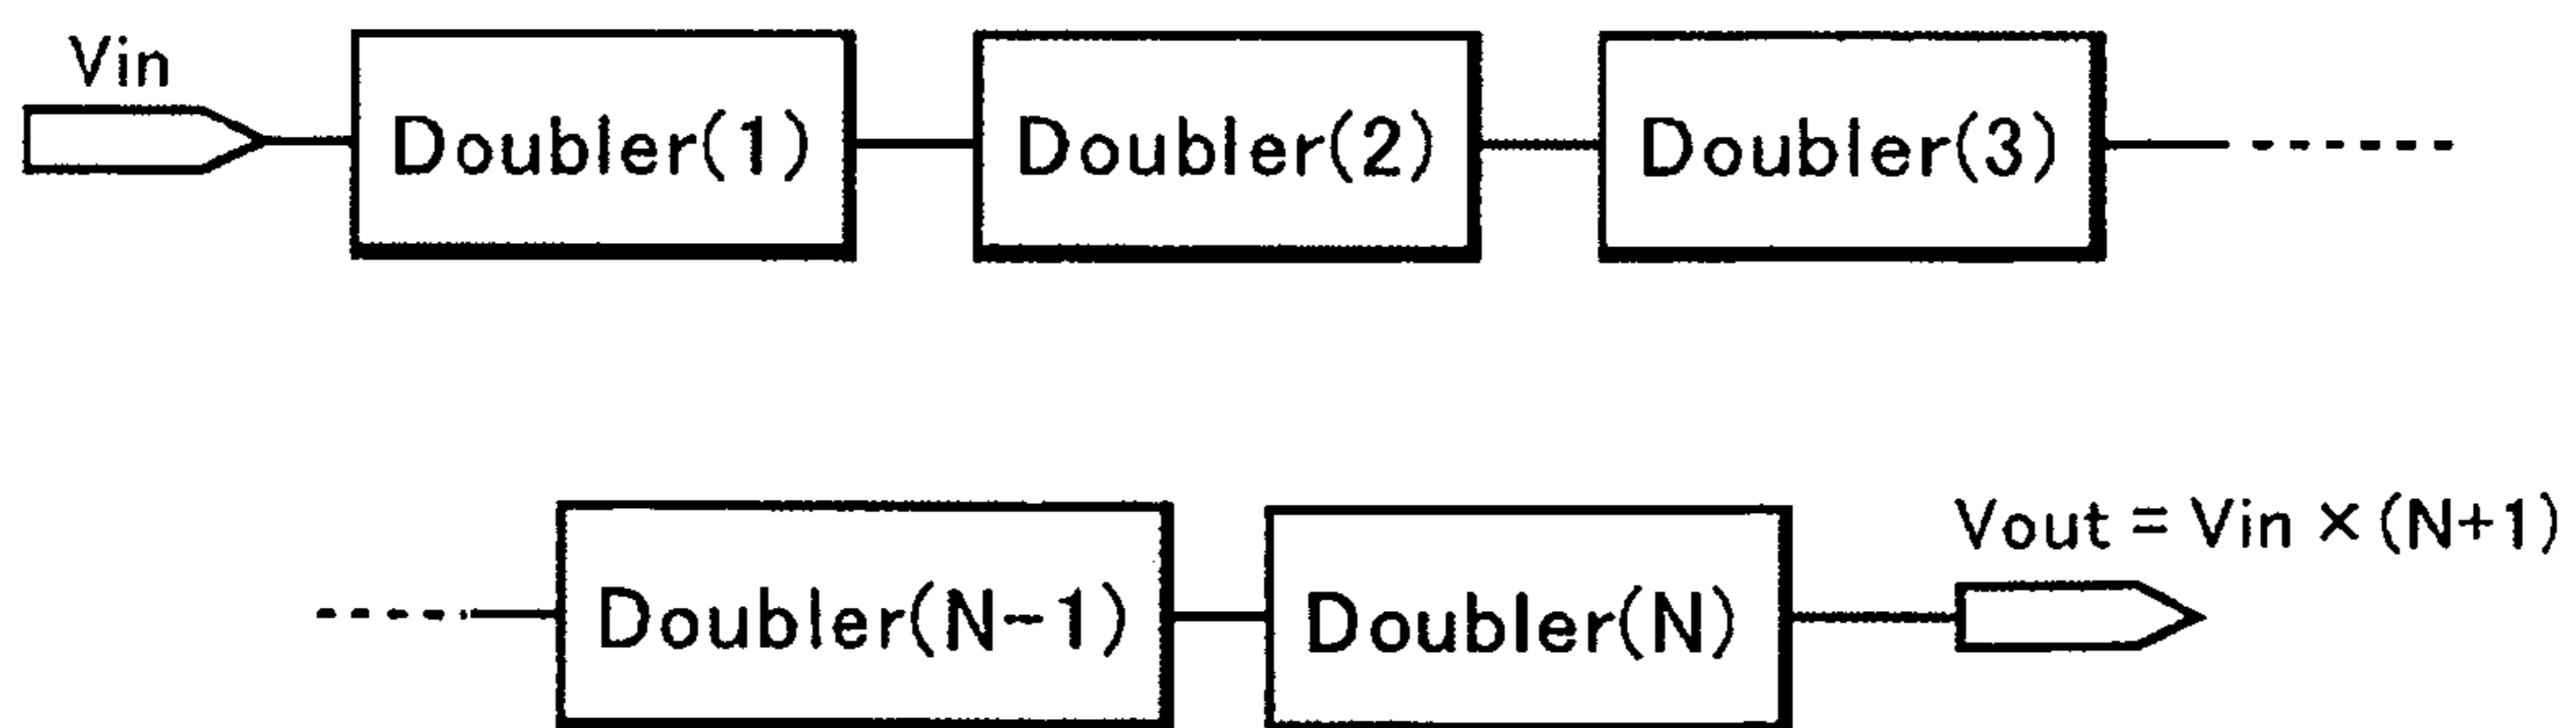 Vin
Doubler(1) Doubler(2) Doubler(3)
Vout = Vin × (N+1)
Doubler(N-1) Doubler(N)